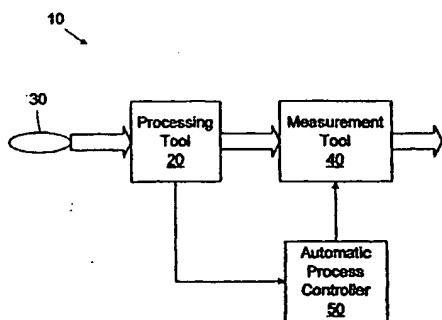 10
30
Processing
Tool
20
Measurement
Tool
40
Automatic
Process
Controller
50